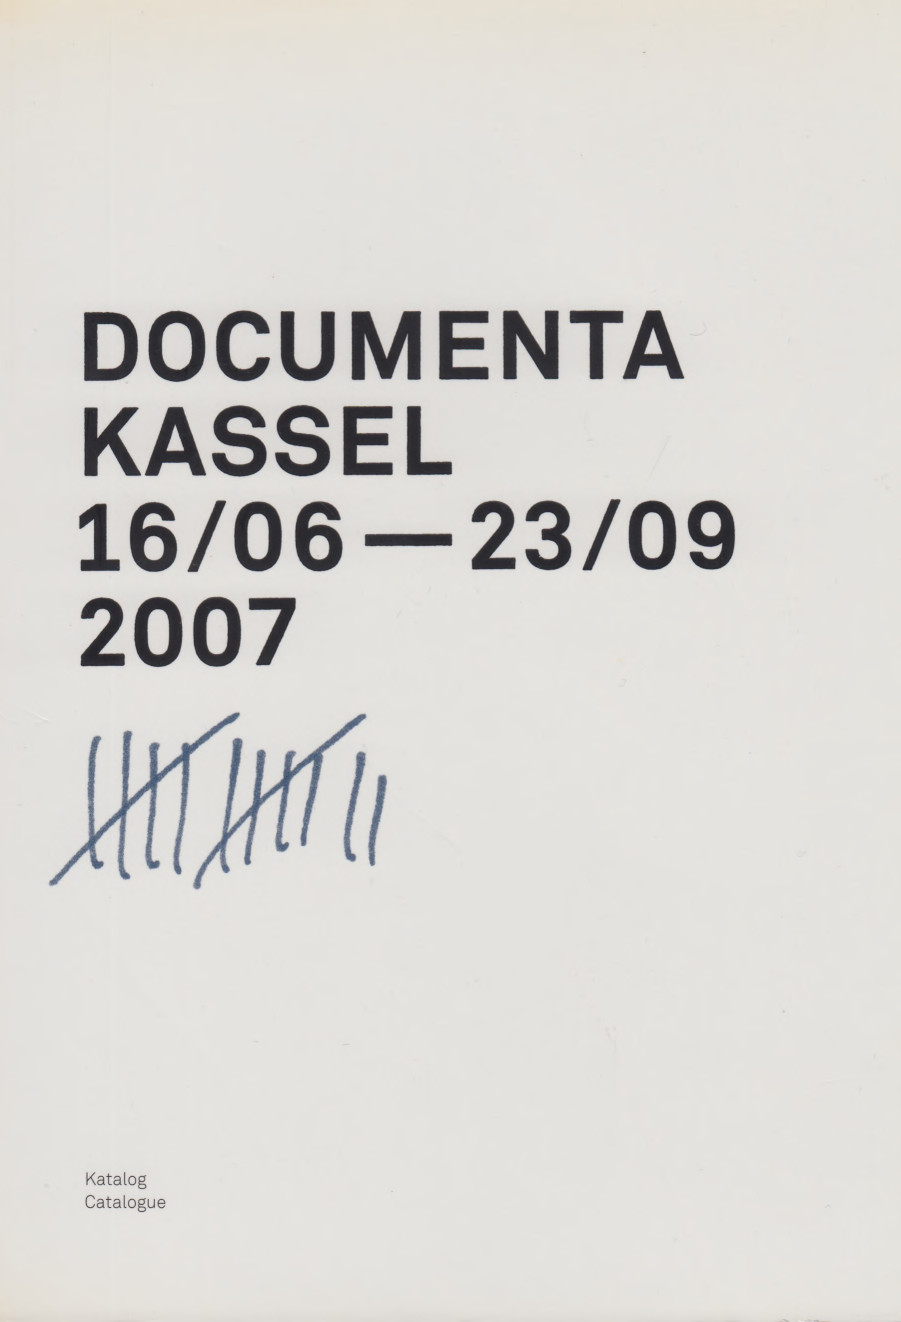 DOCUMENTA
KASSEL
16/06—23/09
2007
Katalog
Catalogue